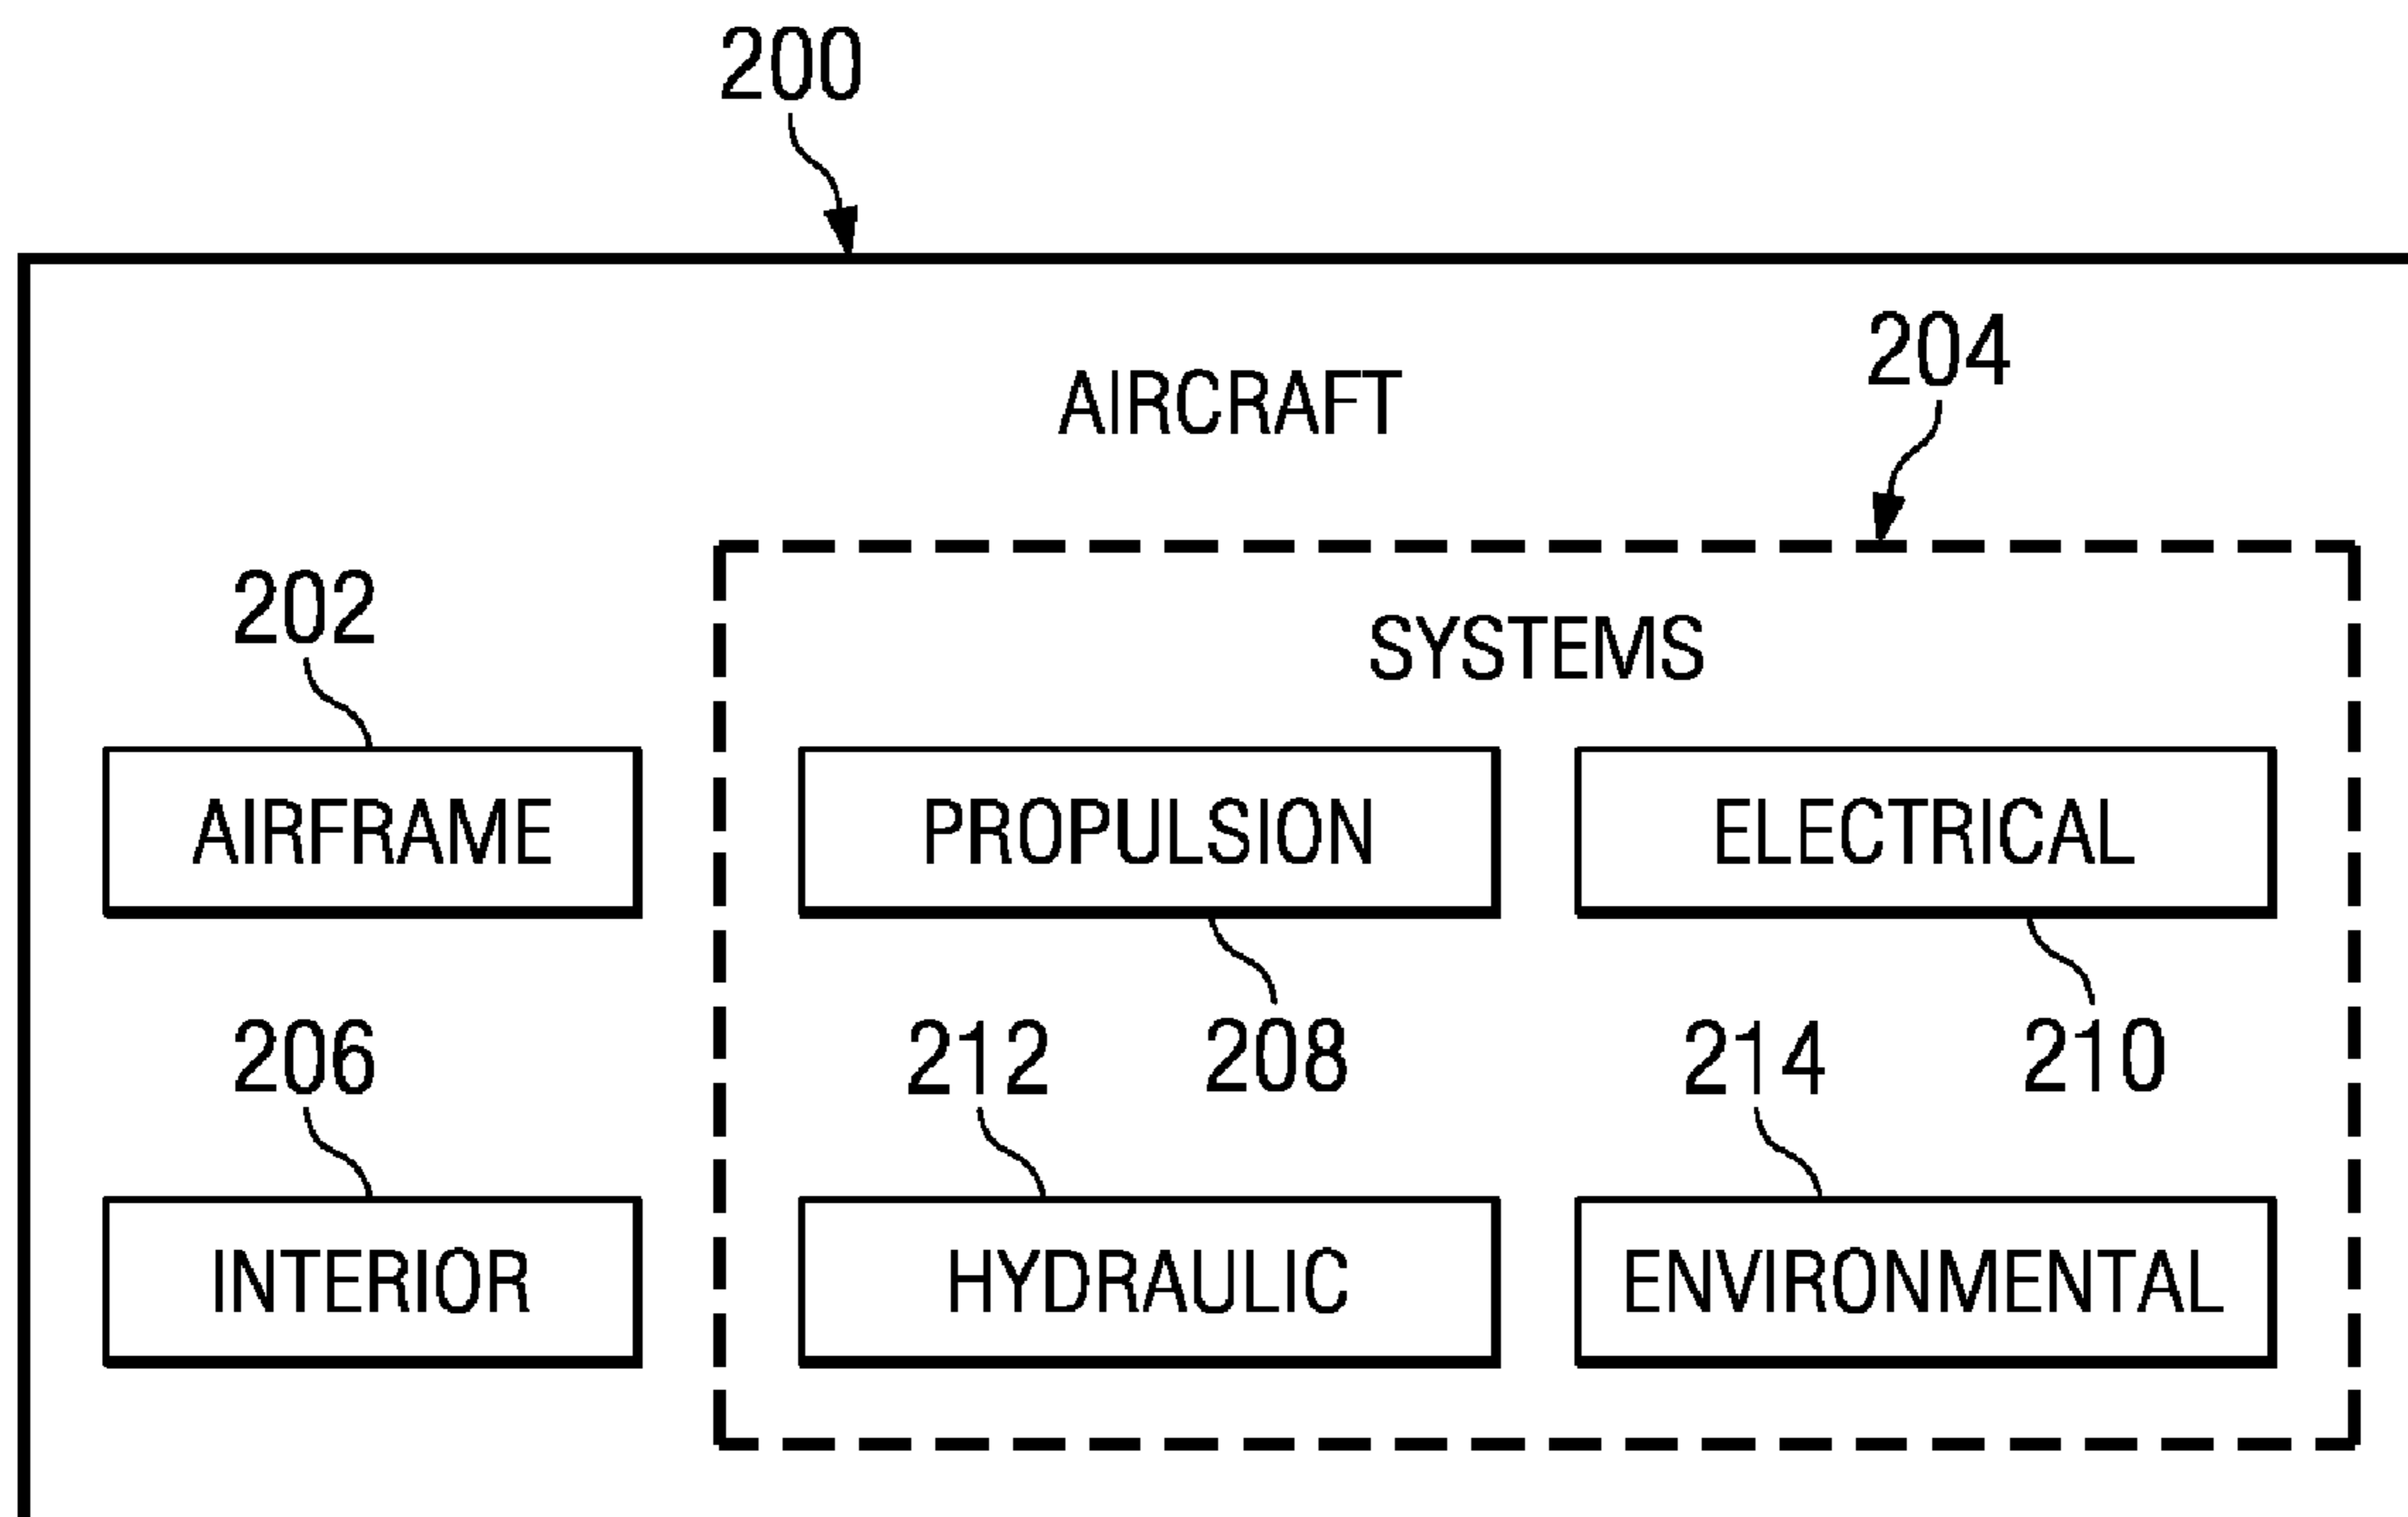 200
AIRCRAFT
204
202
SYSTEMS
AIRFRAME
PROPULSION
ELECTRICAL
206
212
208
214
210
INTERIOR
HYDRAULIC
ENVIRONMENTAL